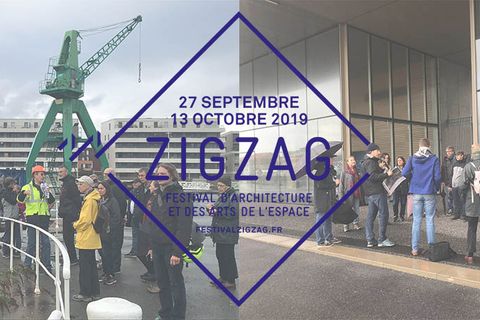 27 SEPTEMBRE
13 OCTOBRE 2019
ZIGZAG
FESTIVAL D'ARCHITECTURE
ET DES ARTS DE L'ESPACE
FESTIVALZIGZAG.FR